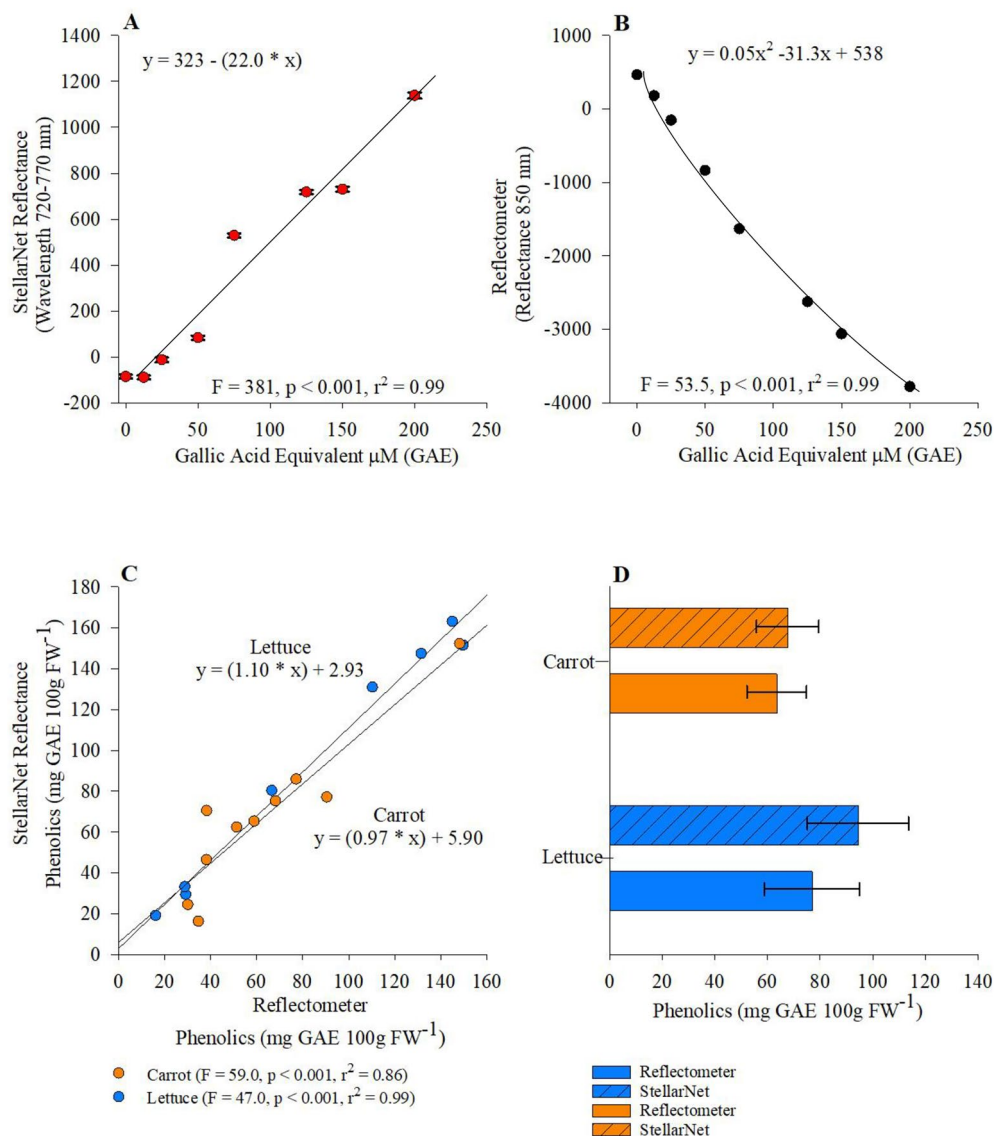 A
y = 323 - (22.0 * x)
1400
1200
1000
800
600
400
200
0
-200
StellarNet Reflectance
(Wavelength 720-770 nm)
F = 381, p < 0.001, r² = 0.99
0 50 100 150 200 250
Gallic Acid Equivalent μM (GAE)
B
y = 0.05x² -31.3x + 538
1000
0
-1000
-2000
-3000
-4000
Reflectometer
(Reflectance 850 nm)
F = 53.5, p < 0.001, r² = 0.99
0 50 100 150 200 250
Gallic Acid Equivalent μM (GAE)
C
180
160
140
120
100
80
60
40
20
0
StellarNet Reflectance
Phenolics (mg GAE 100g FW⁻¹)
Lettuce
y = (1.10 * x) + 2.93
Carrot
y = (0.97 * x) + 5.90
0 20 40 60 80 100 120 140 160
Reflectometer
Phenolics (mg GAE 100g FW⁻¹)
Carrot (F = 59.0, p < 0.001, r² = 0.86)
Lettuce (F = 47.0, p < 0.001, r² = 0.99)
D
Carrot
Lettuce
0 20 40 60 80 100 120 140
Phenolics (mg GAE 100g FW⁻¹)
Reflectometer
StellarNet
Reflectometer
StellarNet